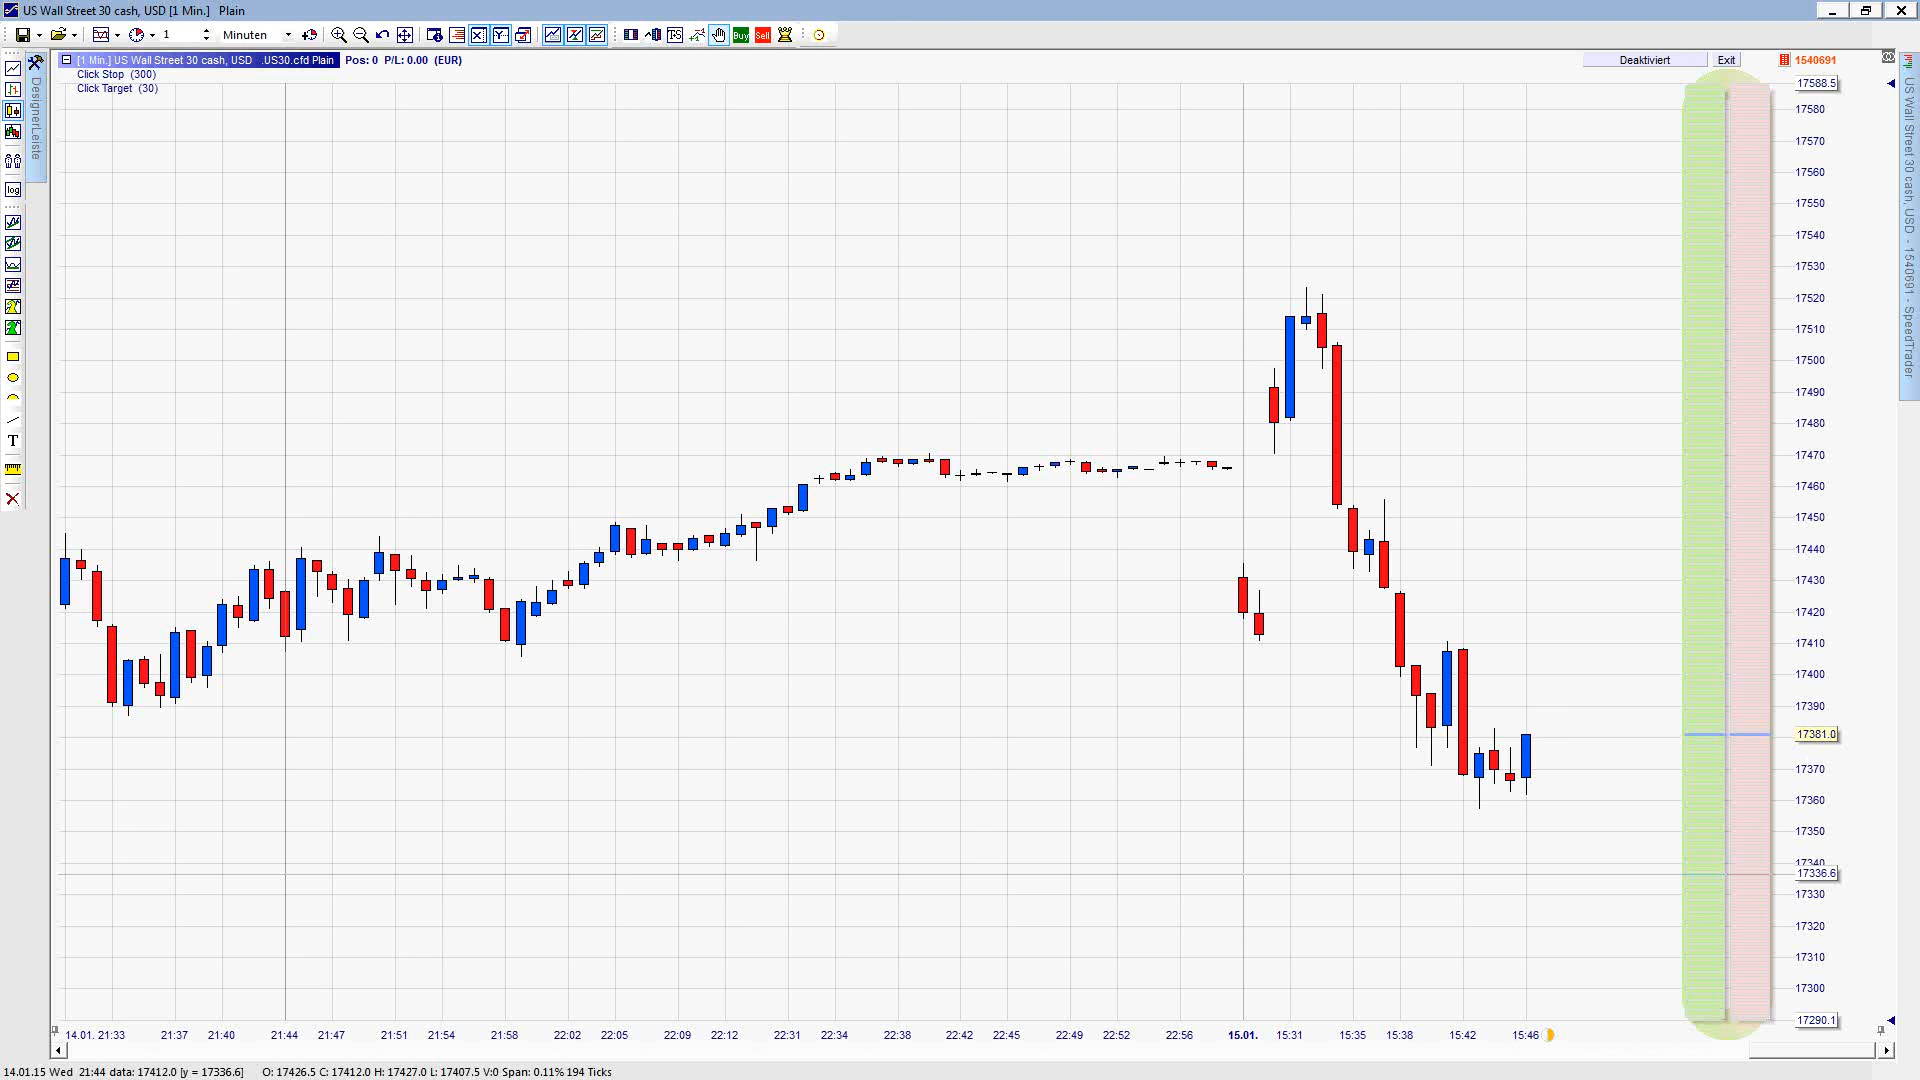 US Wall Street 30 cash, USD [1 Min.]   Plain
1 Minuten
Buy Sell
[1 Min.] US Wall Street 30 cash, USD   .US30.cfd Plain   Pos: 0  P/L: 0.00  (EUR)
Click Stop  (300)
Click Target  (30)
Deaktiviert   Exit   1540691
DesignerLeiste
log
T
US Wall Street 30 cash, USD - 1540691 - SpeedTrader
17588.5
17580
17570
17560
17550
17540
17530
17520
17510
17500
17490
17480
17470
17460
17450
17440
17430
17420
17410
17400
17390
17381.0
17370
17360
17350
17340
17336.6
17330
17320
17310
17300
17290.1
14.01. 21:33 21:37 21:40 21:44 21:47 21:51 21:54 21:58 22:02 22:05 22:09 22:12 22:31 22:34 22:38 22:42 22:45 22:49 22:52 22:56 15.01. 15:31 15:35 15:38 15:42 15:46
14.01.15 Wed  21:44 data: 17412.0 [y = 17336.6]   O: 17426.5 C: 17412.0 H: 17427.0 L: 17407.5 V:0 Span: 0.11% 194 Ticks